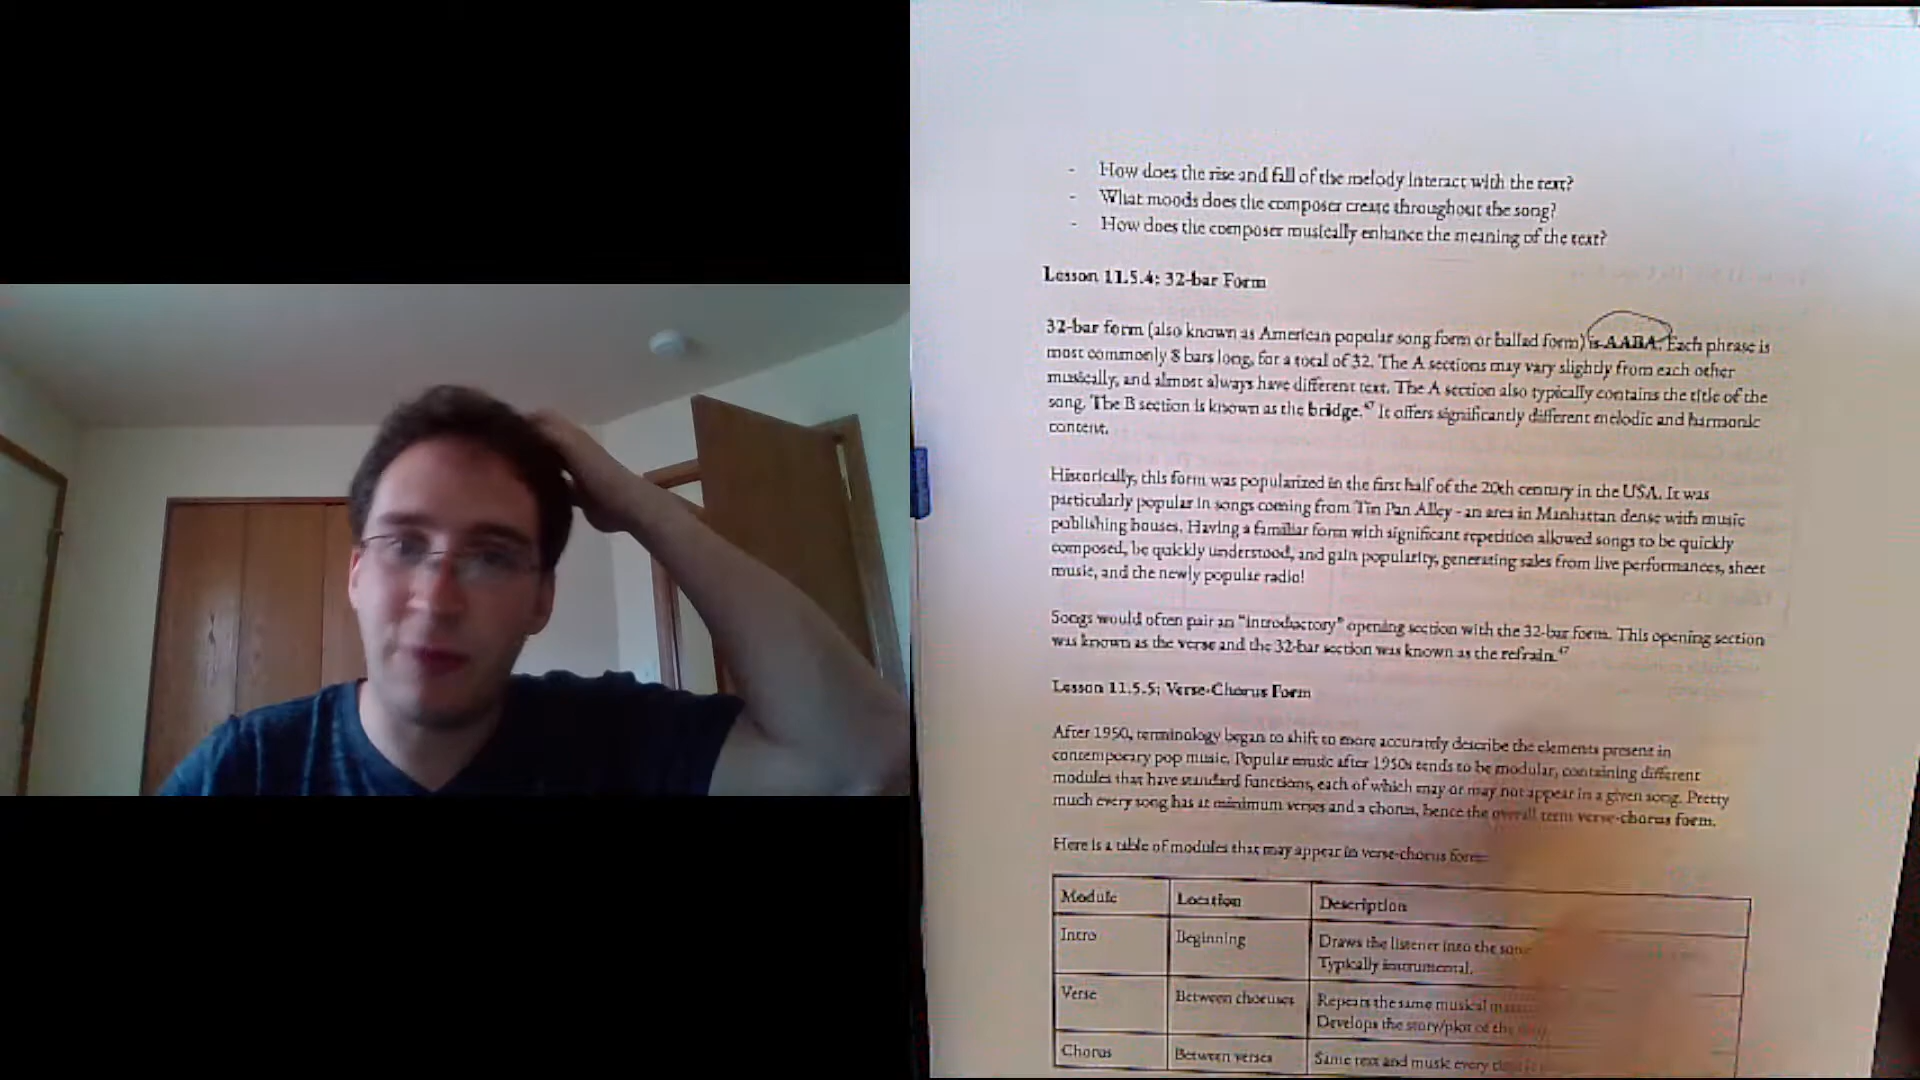 - How does the rise and fall of the melody interact with the text?
- What moods does the composer create throughout the song?
- How does the composer musically enhance the meaning of the text?
Lesson 11.5.4: 32-bar Form
32-bar form (also known as American popular song form or ballad form) is AABA. Each phrase is
most commonly 8 bars long, for a total of 32. The A sections may vary slightly from each other
musically, and almost always have different text. The A section also typically contains the title of the
song. The B section is known as the bridge.47 It offers significantly different melodic and harmonic
content.
Historically, this form was popularized in the first half of the 20th century in the USA. It was
particularly popular in songs coming from Tin Pan Alley - an area in Manhattan dense with music
publishing houses. Having a familiar form with significant repetition allowed songs to be quickly
composed, be quickly understood, and gain popularity, generating sales from live performances, sheet
music, and the newly popular radio!
Songs would often pair an "introductory" opening section with the 32-bar form. This opening section
was known as the verse and the 32-bar section was known as the refrain.47
Lesson 11.5.5: Verse-Chorus Form
After 1950, terminology began to shift to more accurately describe the elements present in
contemporary pop music. Popular music after 1950s tends to be modular, containing different
modules that have standard functions, each of which may or may not appear in a given song. Pretty
much every song has at minimum verses and a chorus, hence the overall term verse-chorus form.
Here is a table of modules that may appear in verse-chorus form:
Module Location Description
Intro Beginning Draws the listener into the song
Typically instrumental.
Verse Between choruses Repeats the same musical
Develops the story/plot of the
Chorus Between verses Same text and music every time